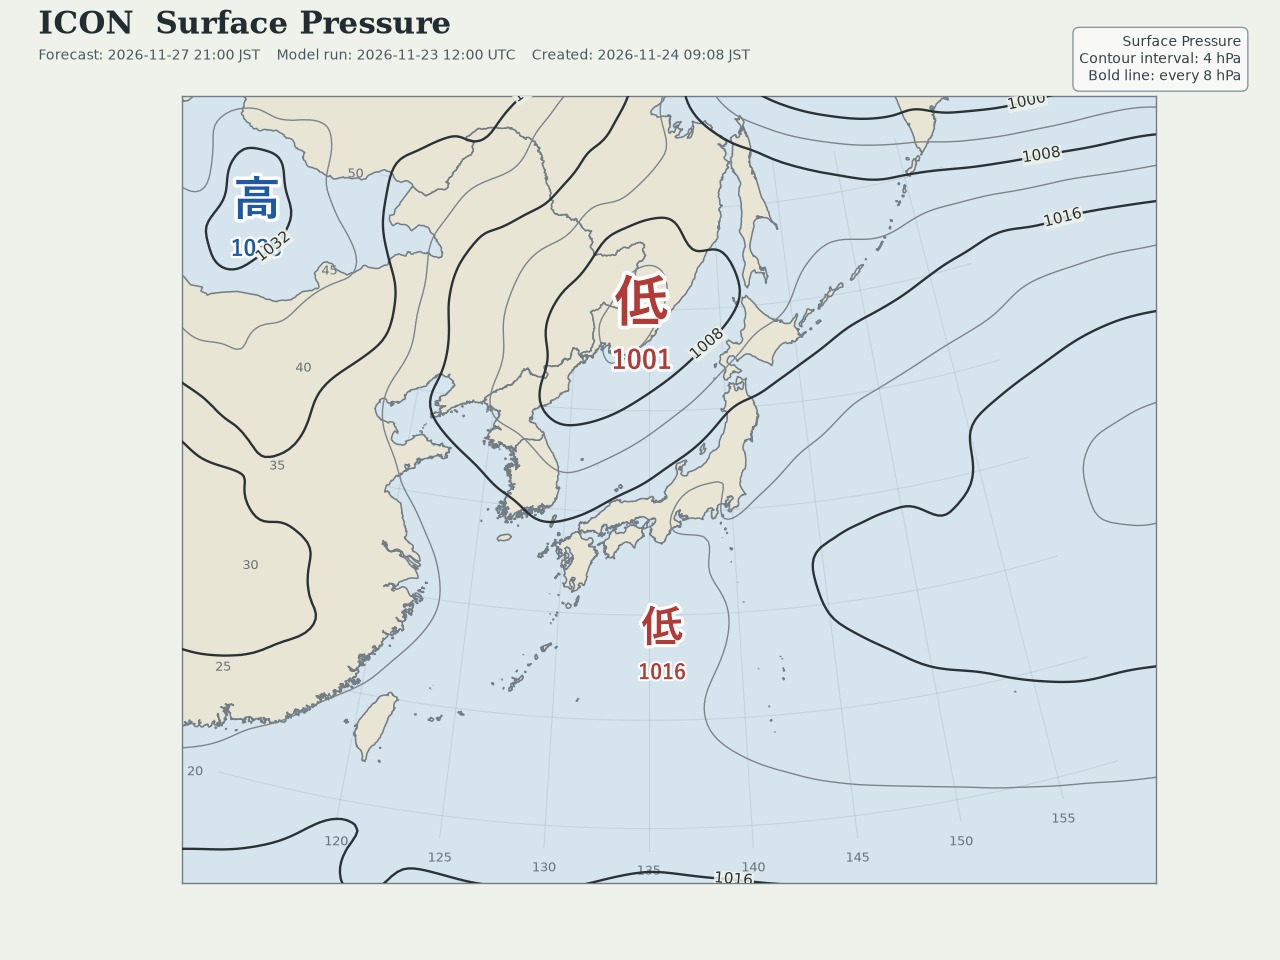 ICON Surface Pressure
Forecast: 2026-11-27 21:00 JST Model run: 2026-11-23 12:00 UTC Created: 2026-11-24 09:08 JST
Surface Pressure
Contour interval: 4 hPa
Bold line: every 8 hPa
1000
1008
50
高
1032
1016
45
低
1008
1001
40
35
30
低
1016
25
20
155
120
150
125
145
130
140
135
1016